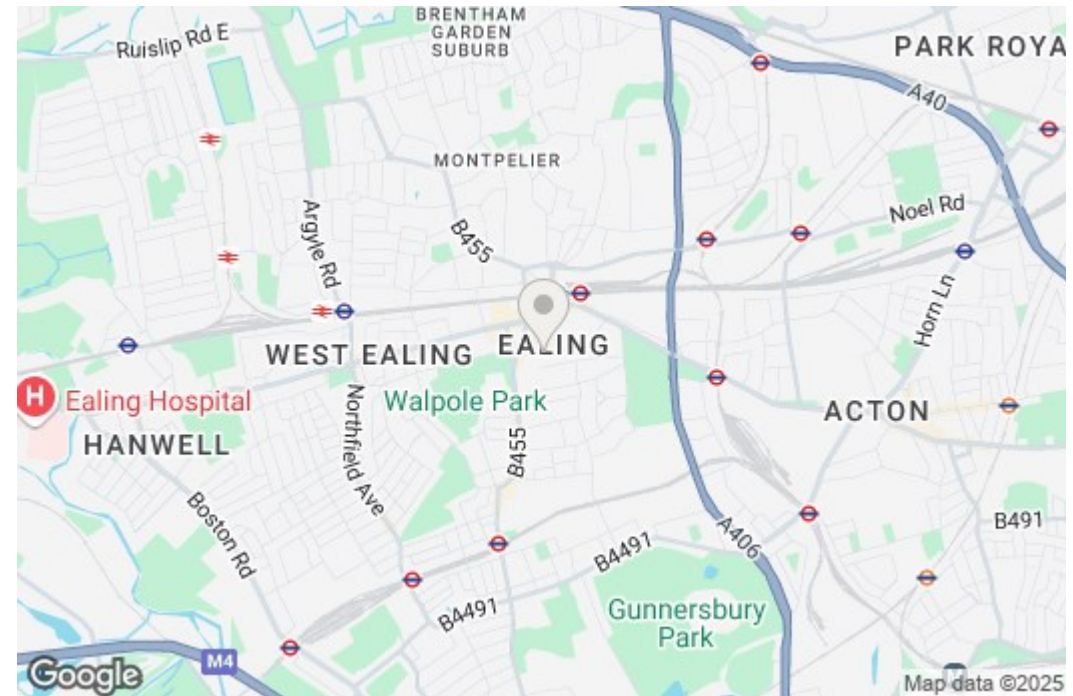 BRENTHAM
GARDEN
SUBURB
Ruislip Rd E
PARK ROYA
A40
MONTPELIER
Argyle Rd
B455
Noel Rd
Horn Ln
WEST EALING
EALING
H
Ealing Hospital
Walpole Park
ACTON
HANWELL
Northfield Ave
B455
Boston Rd
B4491
A406
B491
B4491
Gunnersbury
Park
M4
Google
Map data ©2025